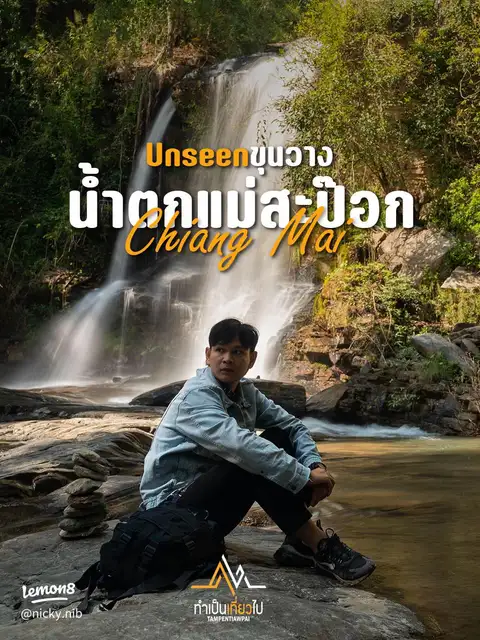 Unseenขุนวาง
น้ำตกแม่สะป๊อก
Chiang Mai
lemon8
@nicky.nib
ทำเป็นเที่ยวไป
TAMPENTIAWPAI